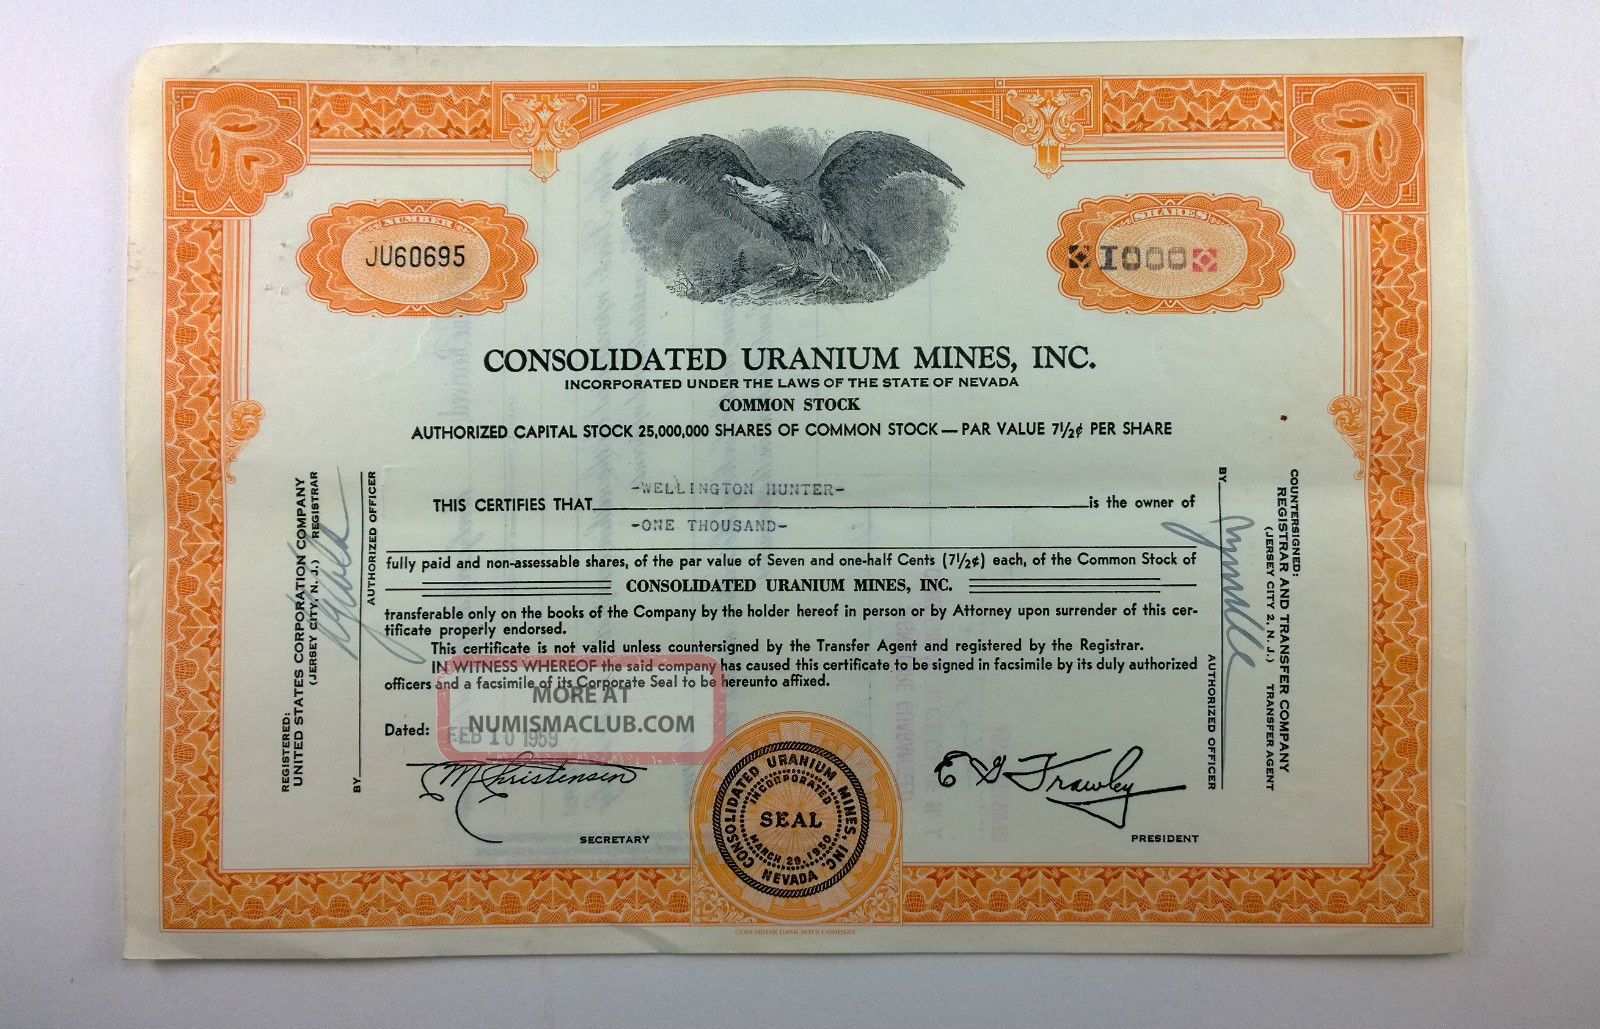 NUMBER
JU60695
SHARES
1000
CONSOLIDATED URANIUM MINES, INC.
INCORPORATED UNDER THE LAWS OF THE STATE OF NEVADA
COMMON STOCK
AUTHORIZED CAPITAL STOCK 25,000,000 SHARES OF COMMON STOCK — PAR VALUE 7½¢ PER SHARE
-WELLINGTON HUNTER-
THIS CERTIFIES THAT is the owner of
-ONE THOUSAND-
fully paid and non-assessable shares, of the par value of Seven and one-half Cents (7½¢) each, of the Common Stock of
CONSOLIDATED URANIUM MINES, INC.
transferable only on the books of the Company by the holder hereof in person or by Attorney upon surrender of this cer-
tificate properly endorsed.
This certificate is not valid unless countersigned by the Transfer Agent and registered by the Registrar.
IN WITNESS WHEREOF the said company has caused this certificate to be signed in facsimile by its duly authorized
officers and a facsimile of its Corporate Seal to be hereunto affixed.
MORE AT
NUMISMACLUB.COM
Dated: FEB 10 1959
M Christensen
SECRETARY
E G Frawley
PRESIDENT
CONSOLIDATED URANIUM MINES, INC.
INCORPORATED
SEAL
MARCH 29, 1950
NEVADA
REGISTERED:
UNITED STATES CORPORATION COMPANY
(JERSEY CITY, N. J.) REGISTRAR
BY
AUTHORIZED OFFICER
COUNTERSIGNED:
REGISTRAR AND TRANSFER COMPANY
(JERSEY CITY 2, N. J.) TRANSFER AGENT
BY
AUTHORIZED OFFICER
COLUMBIAN BANK NOTE COMPANY